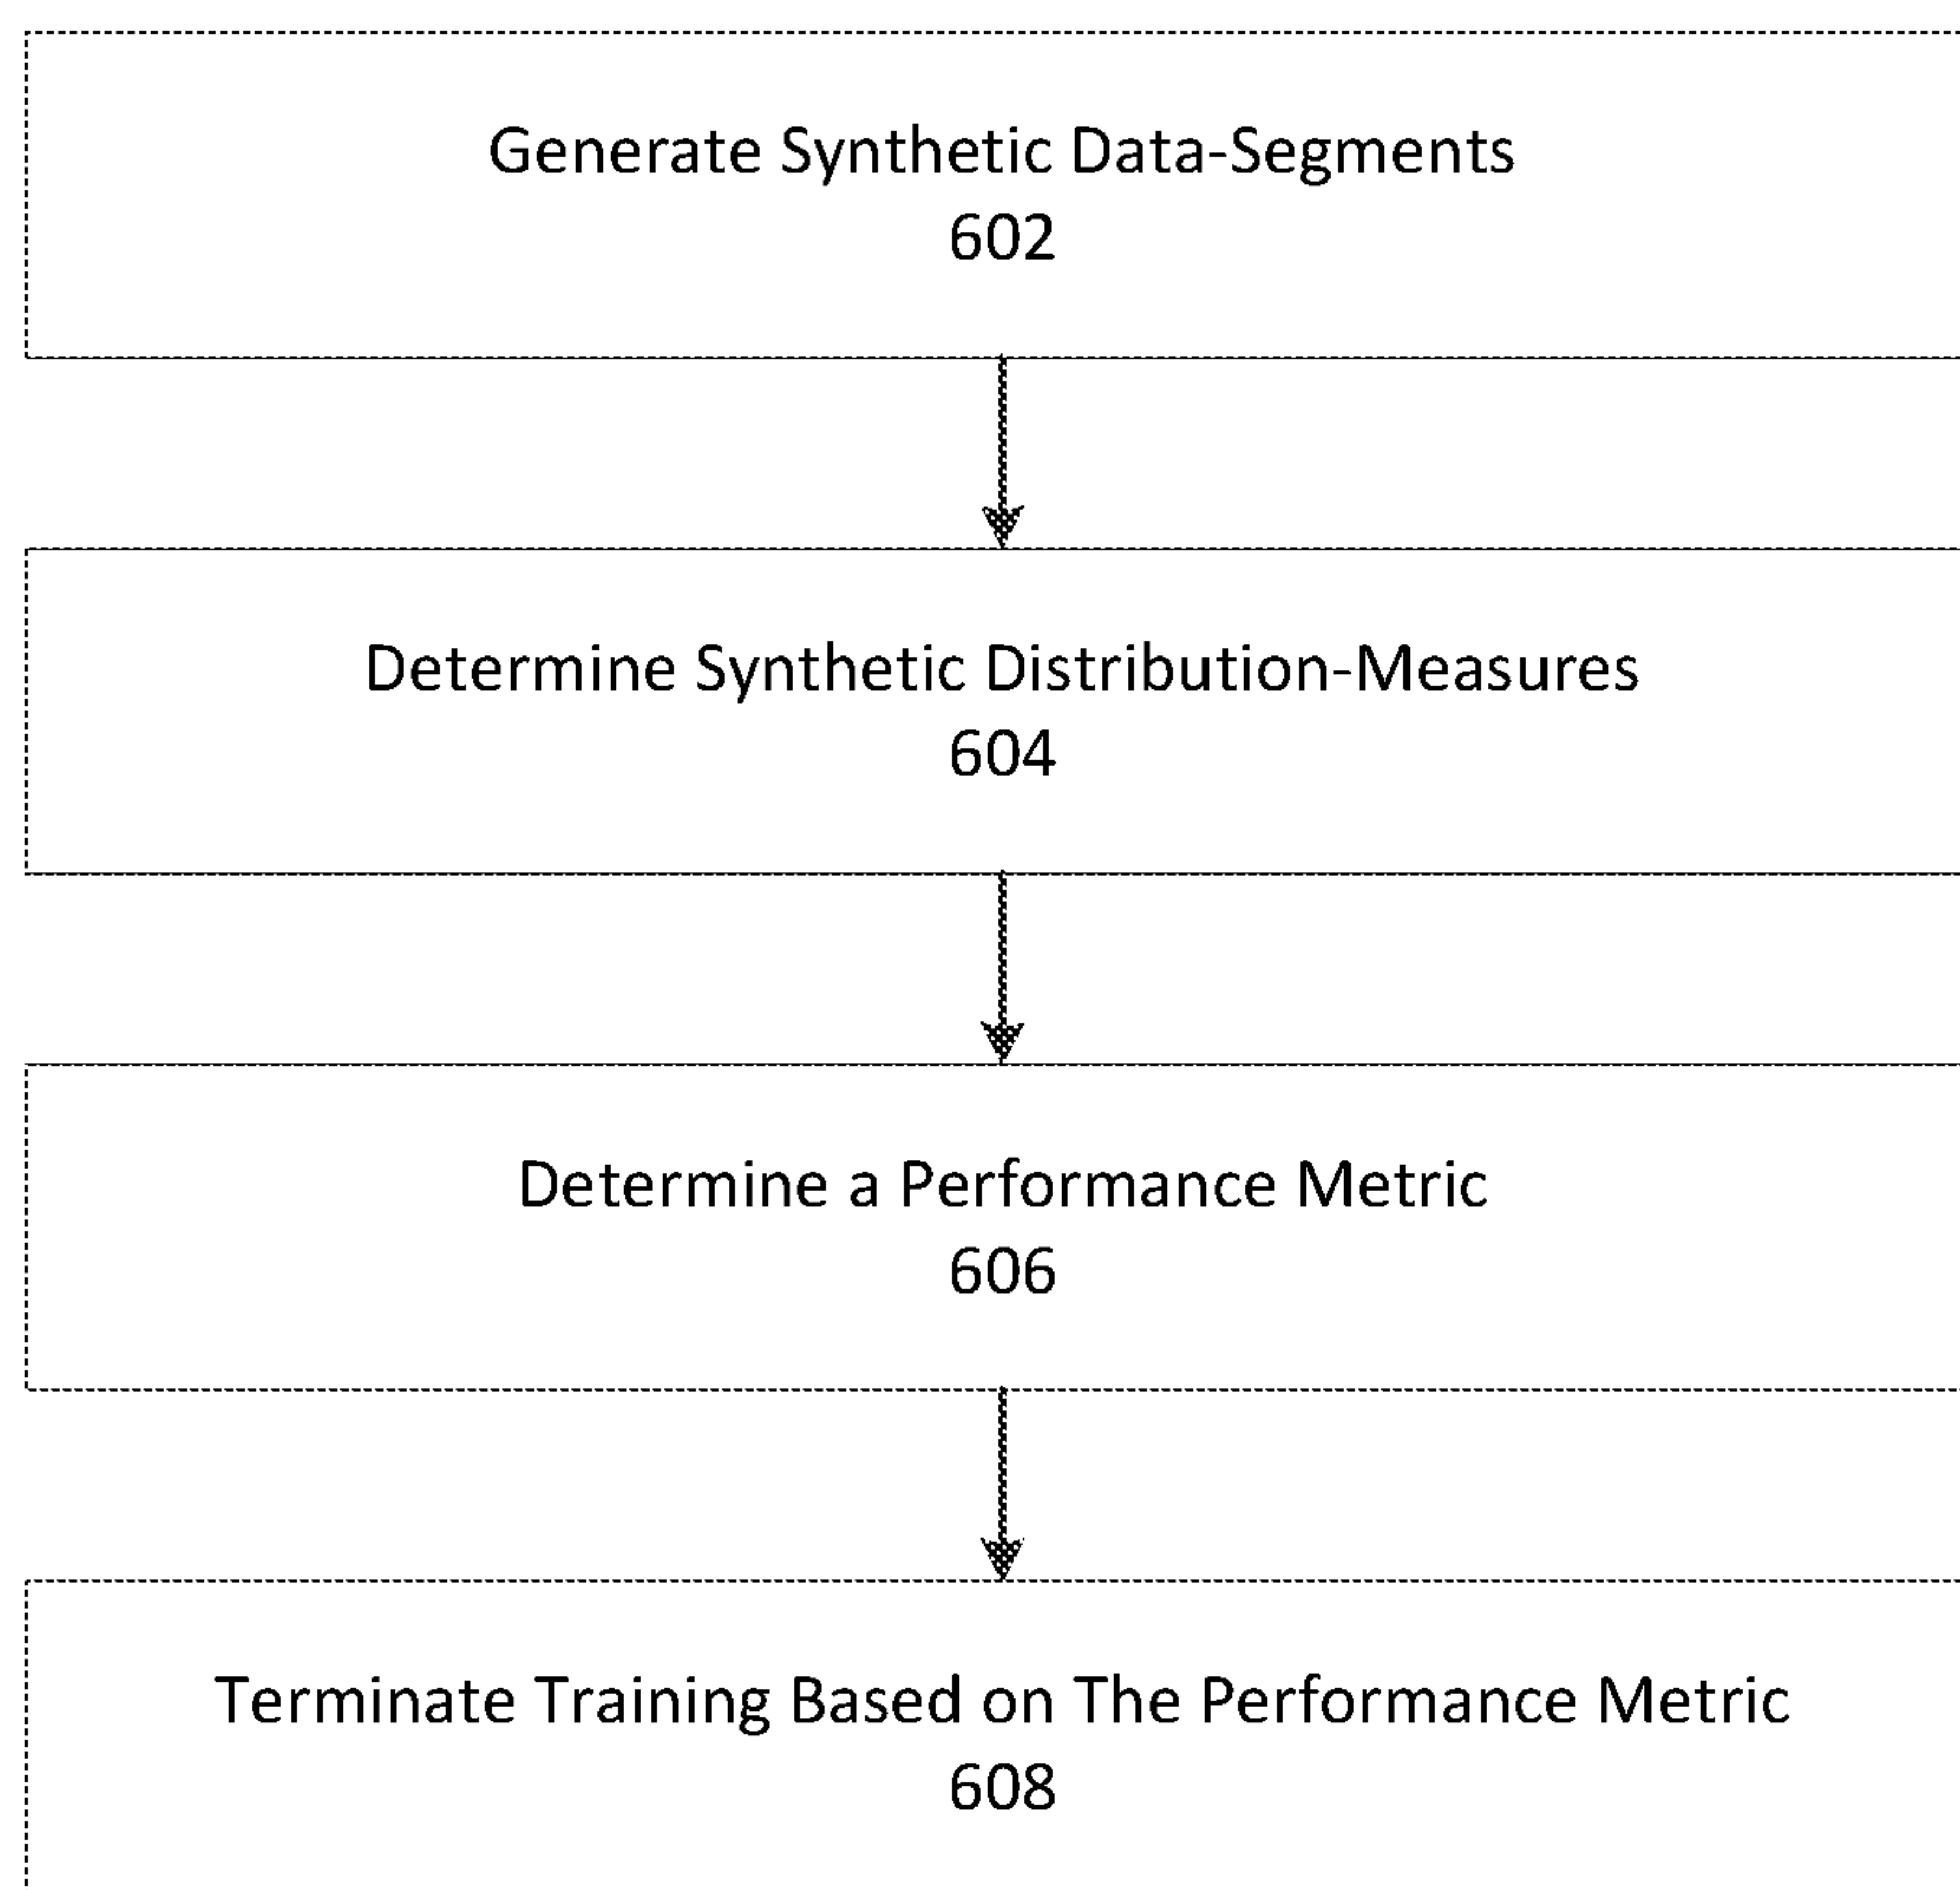 Generate Synthetic Data-Segments
602
Determine Synthetic Distribution-Measures
604
Determine a Performance Metric
606
Terminate Training Based on The Performance Metric
608